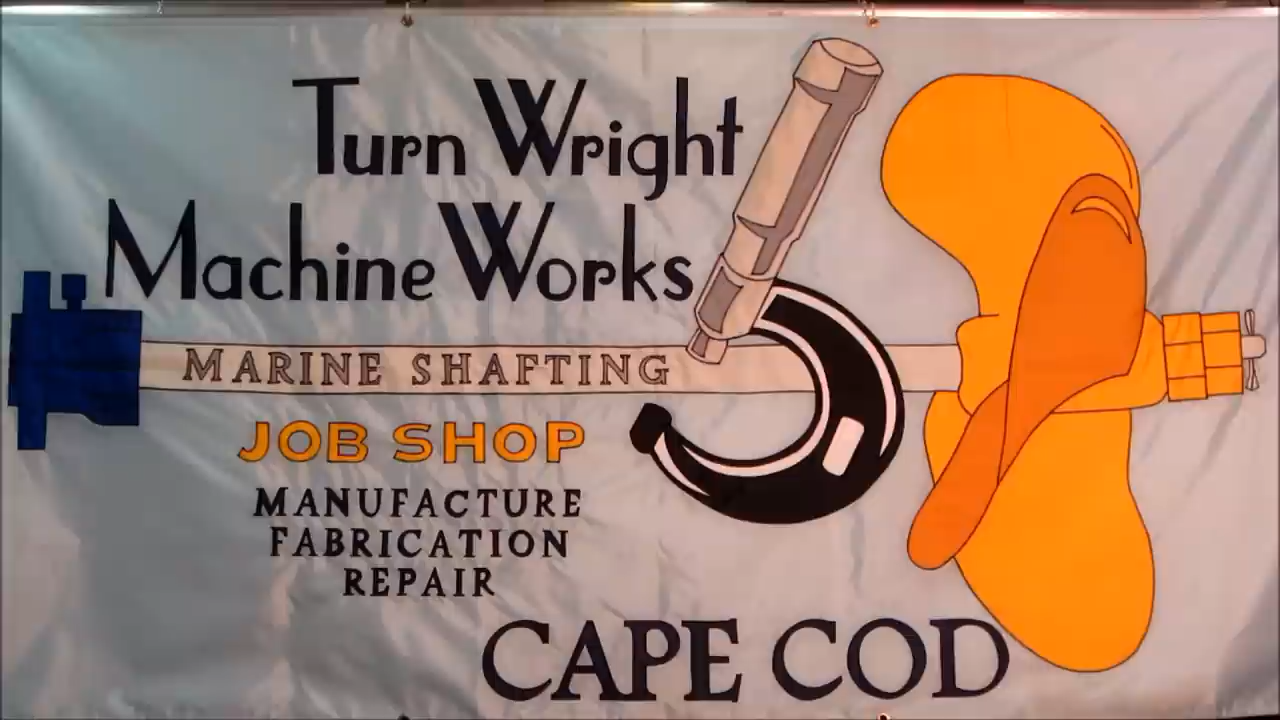 Turn Wright
Machine Works
MARINE SHAFTING
JOB SHOP
MANUFACTURE
FABRICATION
REPAIR
CAPE COD